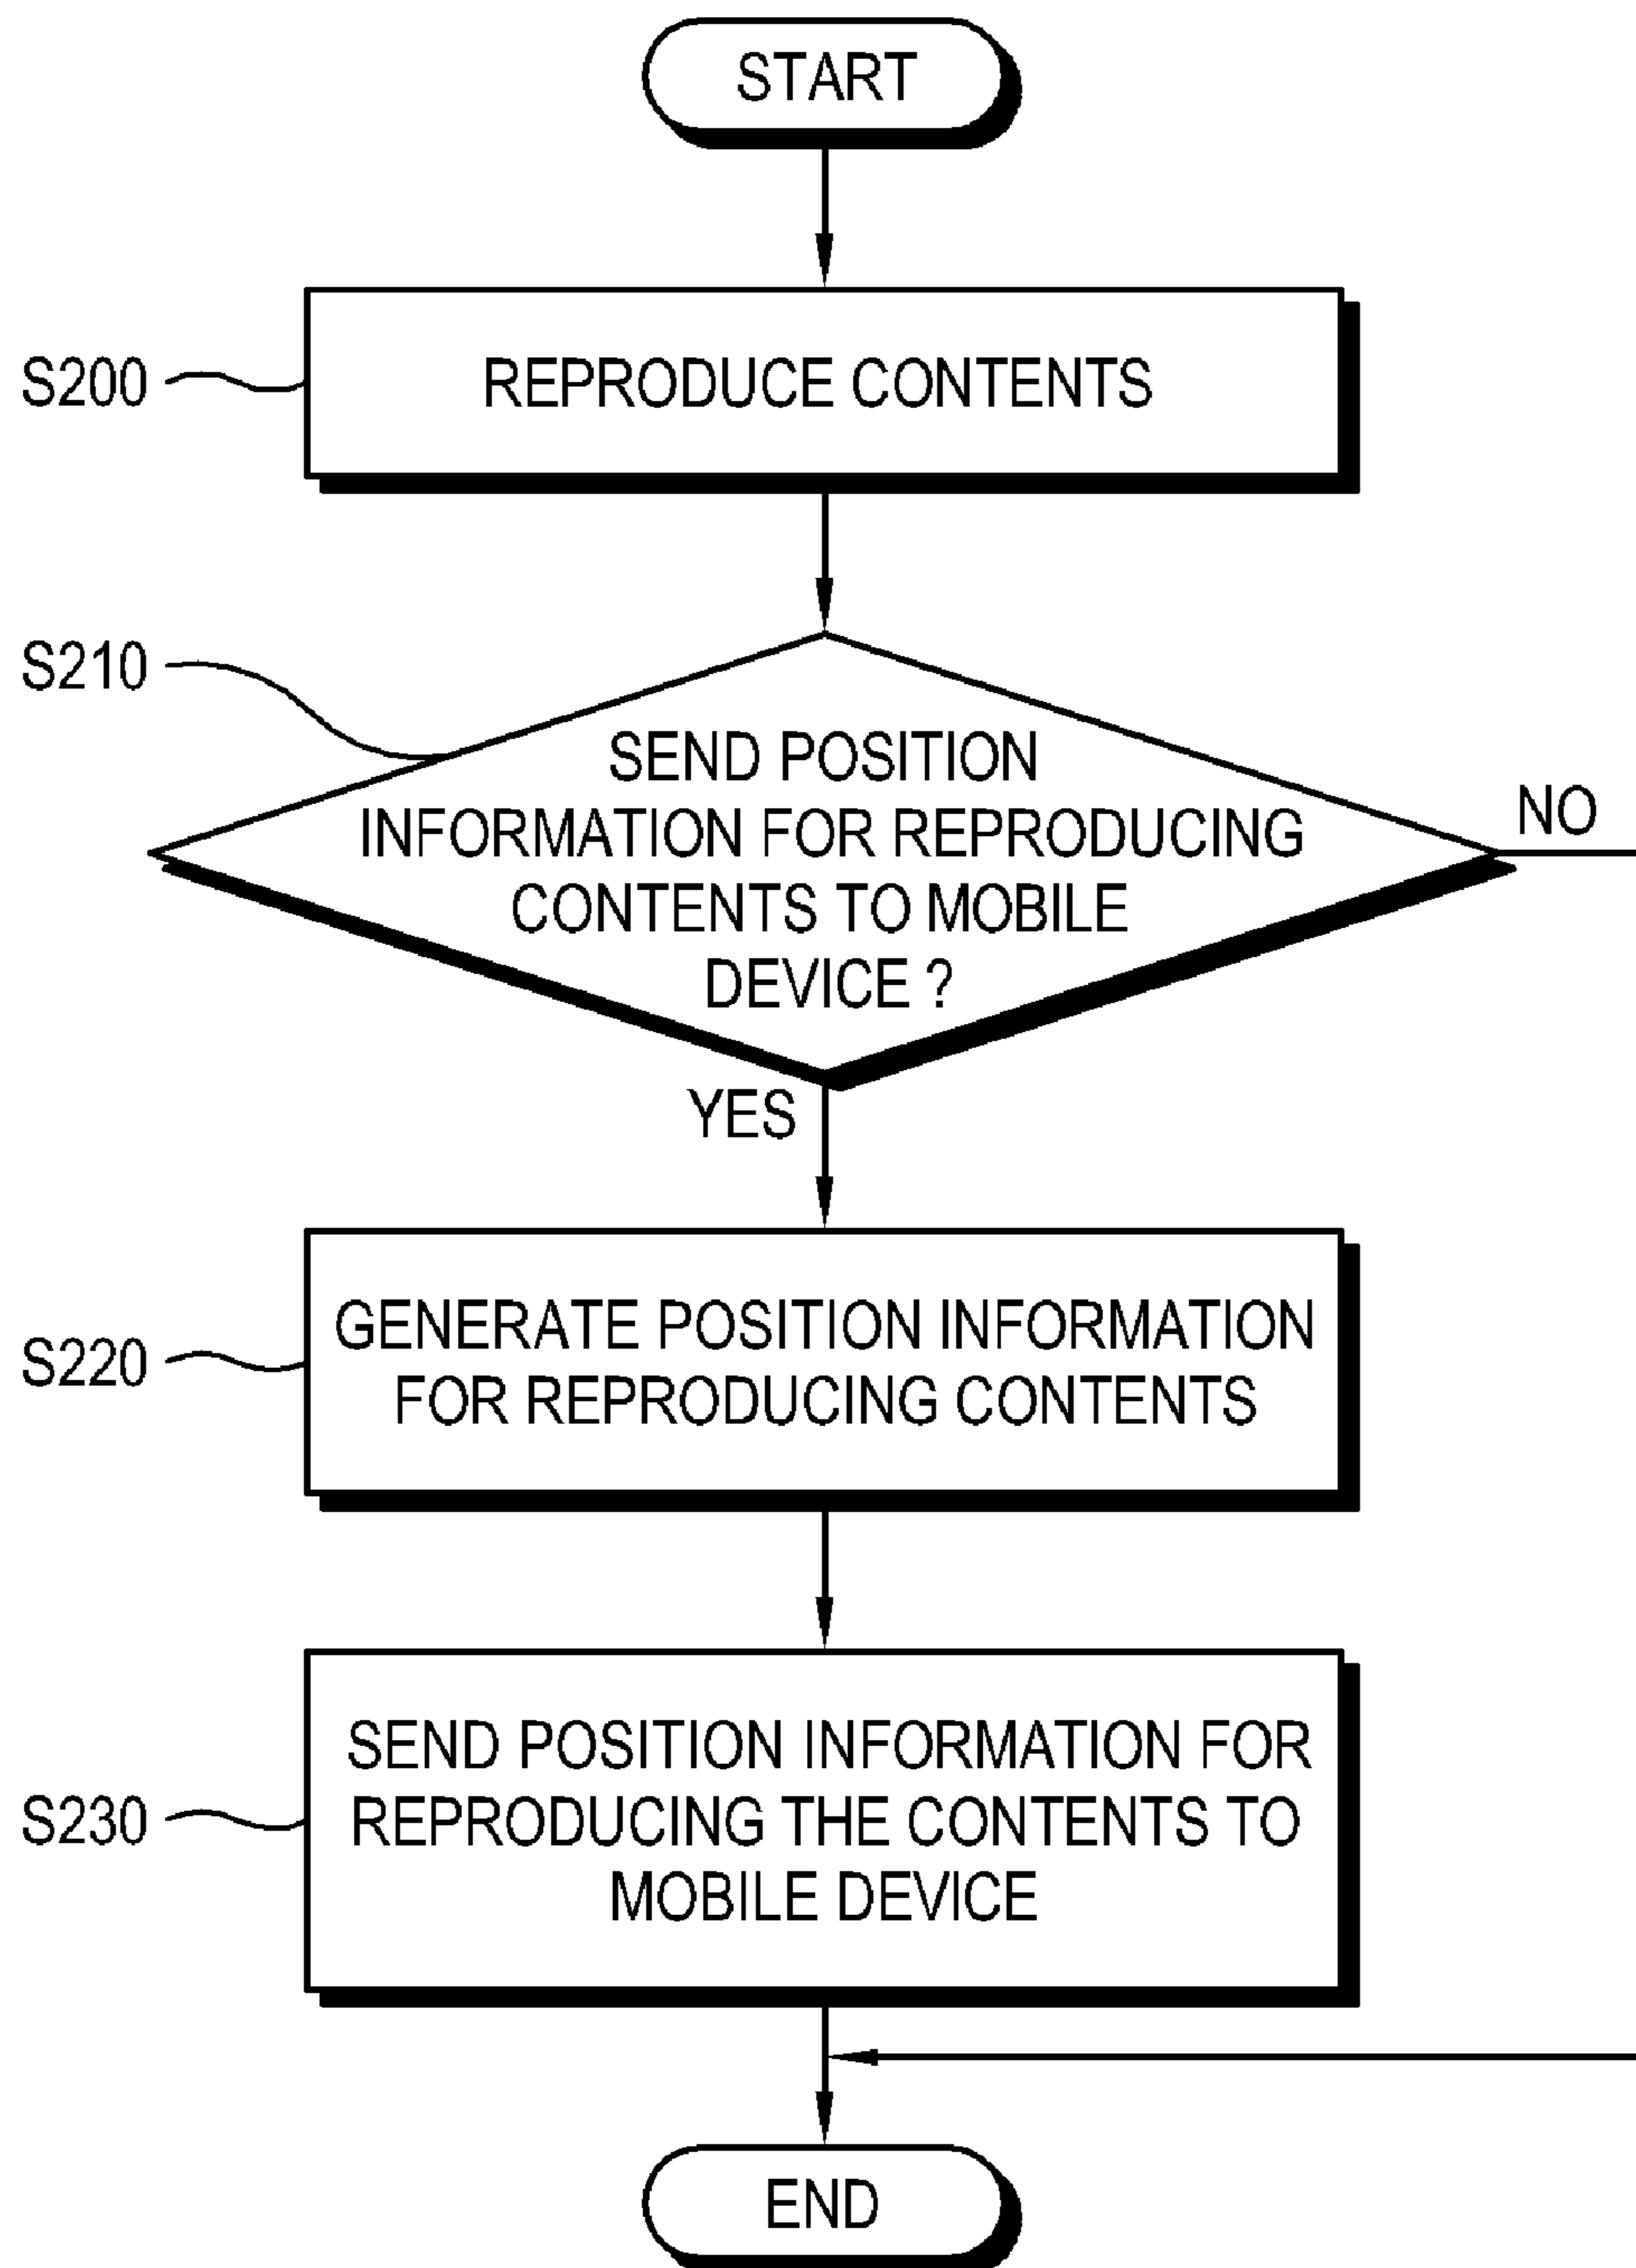 START
S200
REPRODUCE CONTENTS
S210
SEND POSITION
INFORMATION FOR REPRODUCING
CONTENTS TO MOBILE
DEVICE ?
NO
YES
S220
GENERATE POSITION INFORMATION
FOR REPRODUCING CONTENTS
S230
SEND POSITION INFORMATION FOR
REPRODUCING THE CONTENTS TO
MOBILE DEVICE
END